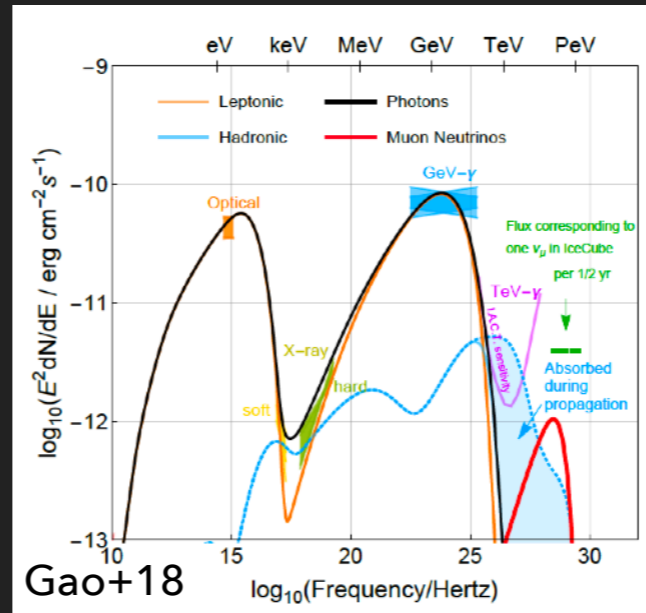 eV keV MeV GeV TeV PeV
-9
Leptonic Photons
Hadronic Muon Neutrinos
-10
GeV-γ
Optical
Flux corresponding to
one νμ in IceCube
per 1/2 yr
-11
TeV-γ
I.A.C.T. sensitivity
X-ray
hard
Absorbed
during
propagation
soft
-12
-13
log₁₀(E²dN/dE / erg cm⁻²s⁻¹)
10 15 20 25 30
log₁₀(Frequency/Hertz)
Gao+18